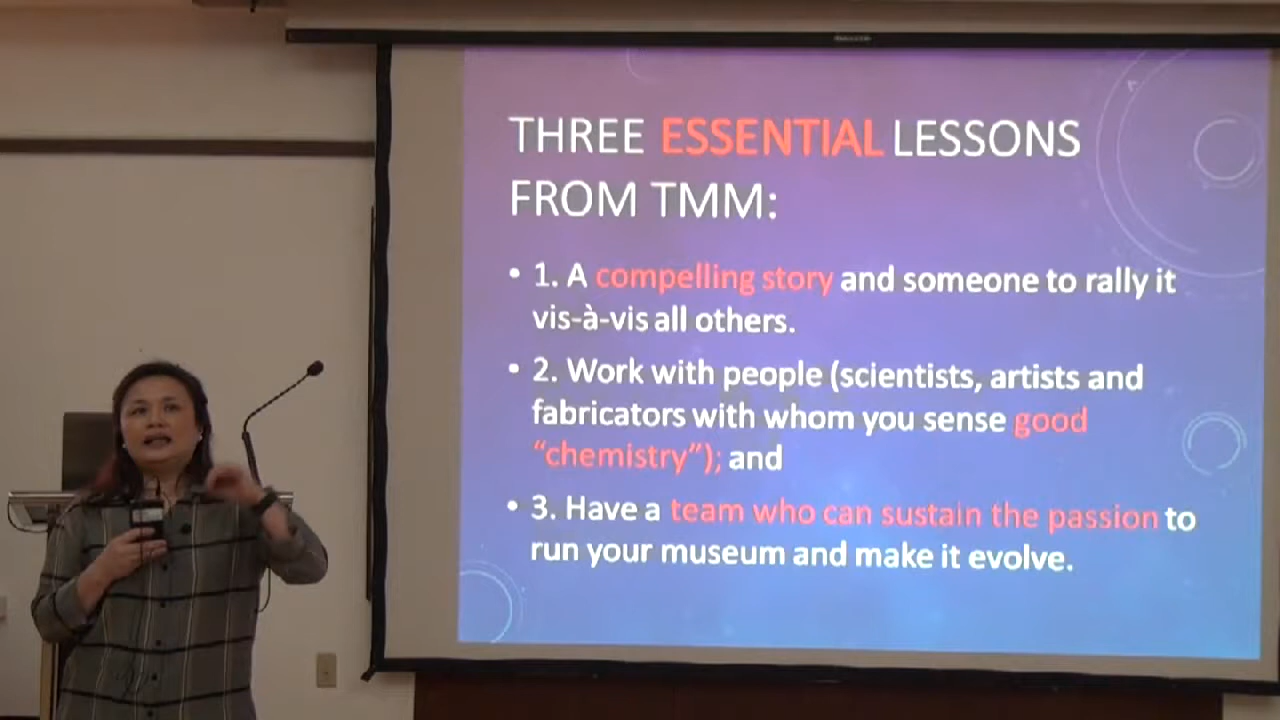 THREE ESSENTIAL LESSONS
FROM TMM:
• 1. A compelling story and someone to rally it
vis-à-vis all others.
• 2. Work with people (scientists, artists and
fabricators with whom you sense good
“chemistry”); and
• 3. Have a team who can sustain the passion to
run your museum and make it evolve.